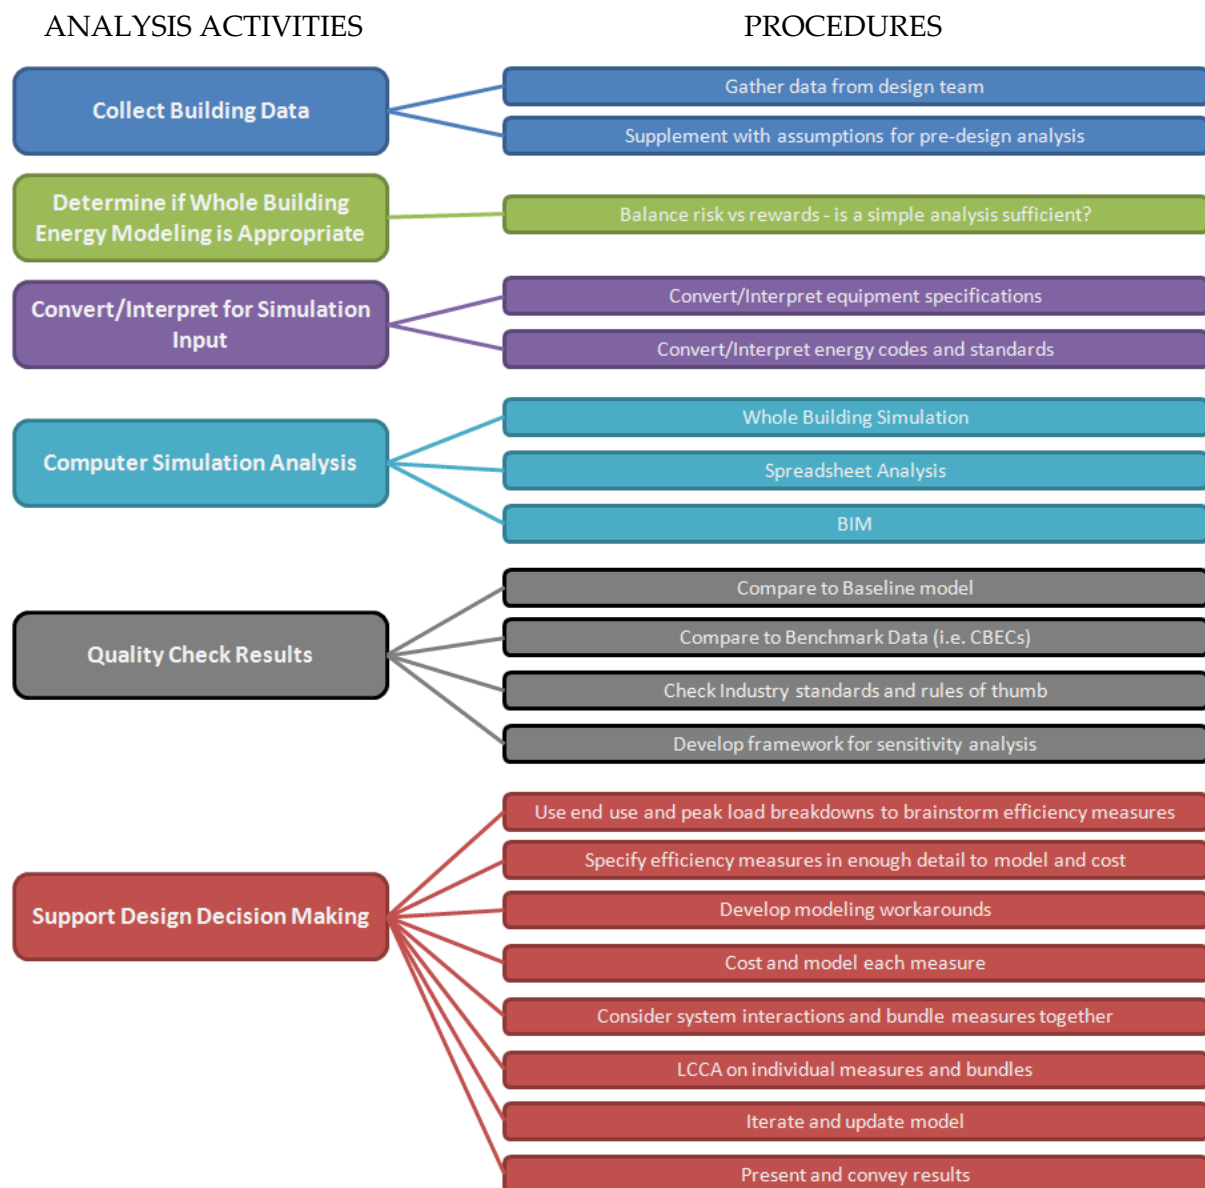 ANALYSIS ACTIVITIES
PROCEDURES
Collect Building Data
Gather data from design team
Supplement with assumptions for pre-design analysis
Determine if Whole Building
Energy Modeling is Appropriate
Balance risk vs rewards - is a simple analysis sufficient?
Convert/Interpret for Simulation
Input
Convert/Interpret equipment specifications
Convert/Interpret energy codes and standards
Computer Simulation Analysis
Whole Building Simulation
Spreadsheet Analysis
BIM
Quality Check Results
Compare to Baseline model
Compare to Benchmark Data (i.e. CBECs)
Check Industry standards and rules of thumb
Develop framework for sensitivity analysis
Support Design Decision Making
Use end use and peak load breakdowns to brainstorm efficiency measures
Specify efficiency measures in enough detail to model and cost
Develop modeling workarounds
Cost and model each measure
Consider system interactions and bundle measures together
LCCA on individual measures and bundles
Iterate and update model
Present and convey results